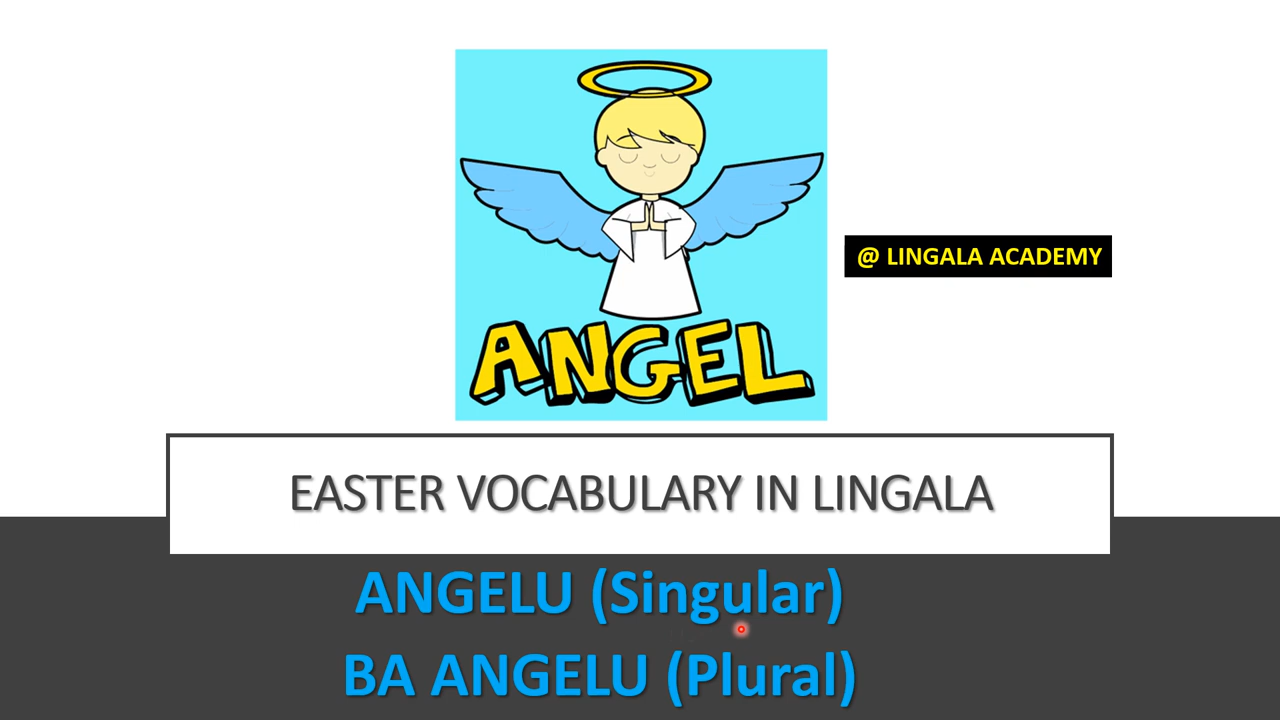 ANGEL
@ LINGALA ACADEMY
EASTER VOCABULARY IN LINGALA
ANGELU (Singular)
BA ANGELU (Plural)